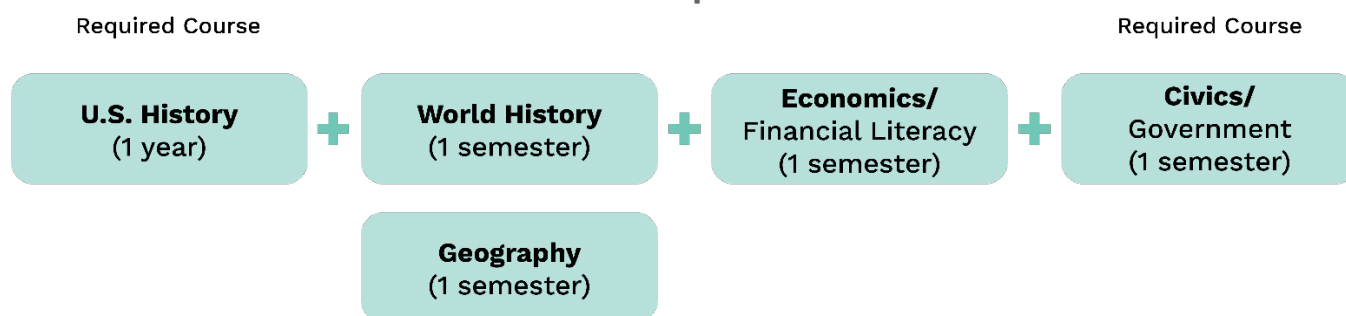 Required Course
Required Course
U.S. History
(1 year)
World History
(1 semester)
Economics/
Financial Literacy
(1 semester)
Civics/
Government
(1 semester)
Geography
(1 semester)